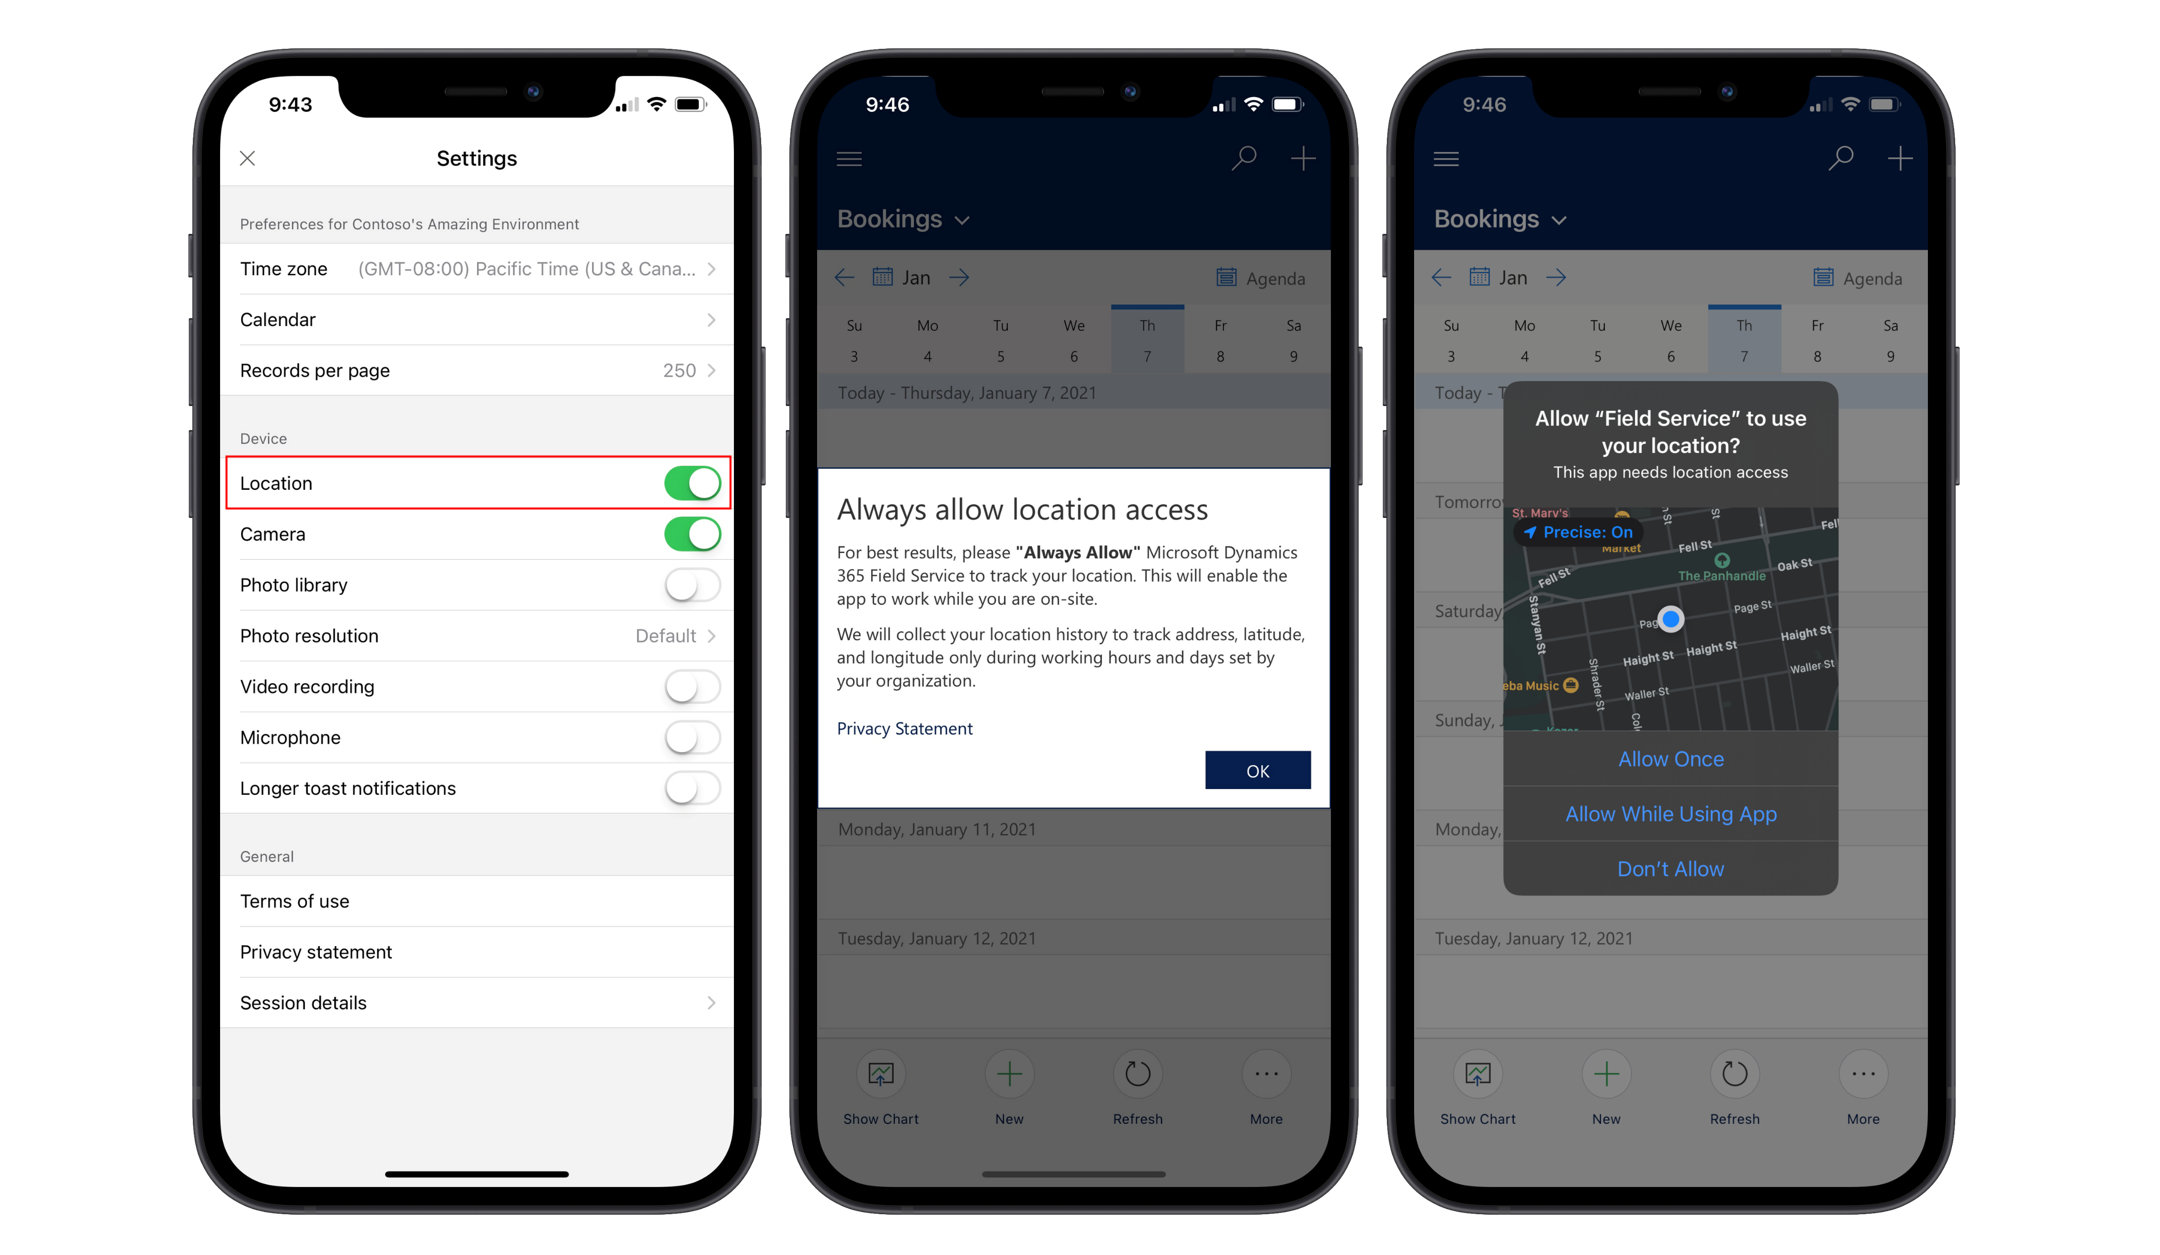 9:43
Settings
Preferences for Contoso's Amazing Environment
Time zone (GMT-08:00) Pacific Time (US & Cana...
Calendar
Records per page 250
Device
Location
Camera
Photo library
Photo resolution Default
Video recording
Microphone
Longer toast notifications
General
Terms of use
Privacy statement
Session details
9:46
Bookings
Jan Agenda
Su Mo Tu We Th Fr Sa
3 4 5 6 7 8 9
Today - Thursday, January 7, 2021
Always allow location access
For best results, please "Always Allow" Microsoft Dynamics
365 Field Service to track your location. This will enable the
app to work while you are on-site.
We will collect your location history to track address, latitude,
and longitude only during working hours and days set by
your organization.
Privacy Statement
OK
Monday, January 11, 2021
Tuesday, January 12, 2021
Show Chart New Refresh More
9:46
Bookings
Jan Agenda
Su Mo Tu We Th Fr Sa
3 4 5 6 7 8 9
Today - T
Allow “Field Service” to use
your location?
This app needs location access
Tomorro
St. Mary's
St
St
Fell
Precise: On
Market
Fell St
The Panhandle
Oak St
Fell St
Stanyan St
Page St
Pag
Saturday
Haight St
Haight St
Haight St
Shrader St
Waller St
Waller St
eba Music
Col
Sunday, J
Allow Once
Allow While Using App
Monday,
Don’t Allow
Tuesday, January 12, 2021
Show Chart New Refresh More